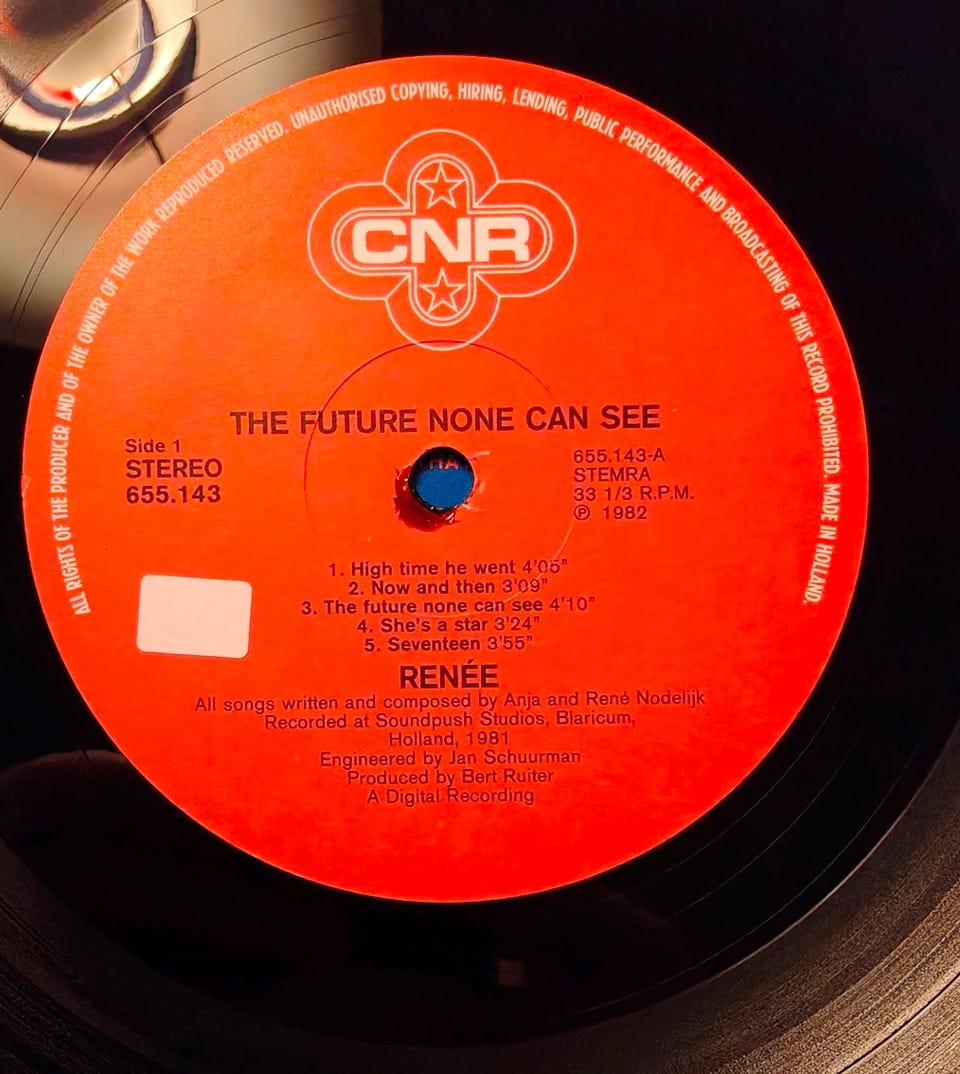 ALL RIGHTS OF THE PRODUCER AND OF THE OWNER OF THE WORK REPRODUCED RESERVED. UNAUTHORISED COPYING, HIRING, LENDING, PUBLIC PERFORMANCE AND BROADCASTING OF THIS RECORD PROHIBITED. MADE IN HOLLAND.
CNR
THE FUTURE NONE CAN SEE
Side 1
STEREO
655.143
655.143-A
STEMRA
33 1/3 R.P.M.
℗ 1982
1. High time he went 4'05"
2. Now and then 3'09"
3. The future none can see 4'10"
4. She's a star 3'24"
5. Seventeen 3'55"
RENÉE
All songs written and composed by Anja and René Nodelijk
Recorded at Soundpush Studios, Blaricum,
Holland, 1981
Engineered by Jan Schuurman
Produced by Bert Ruiter
A Digital Recording